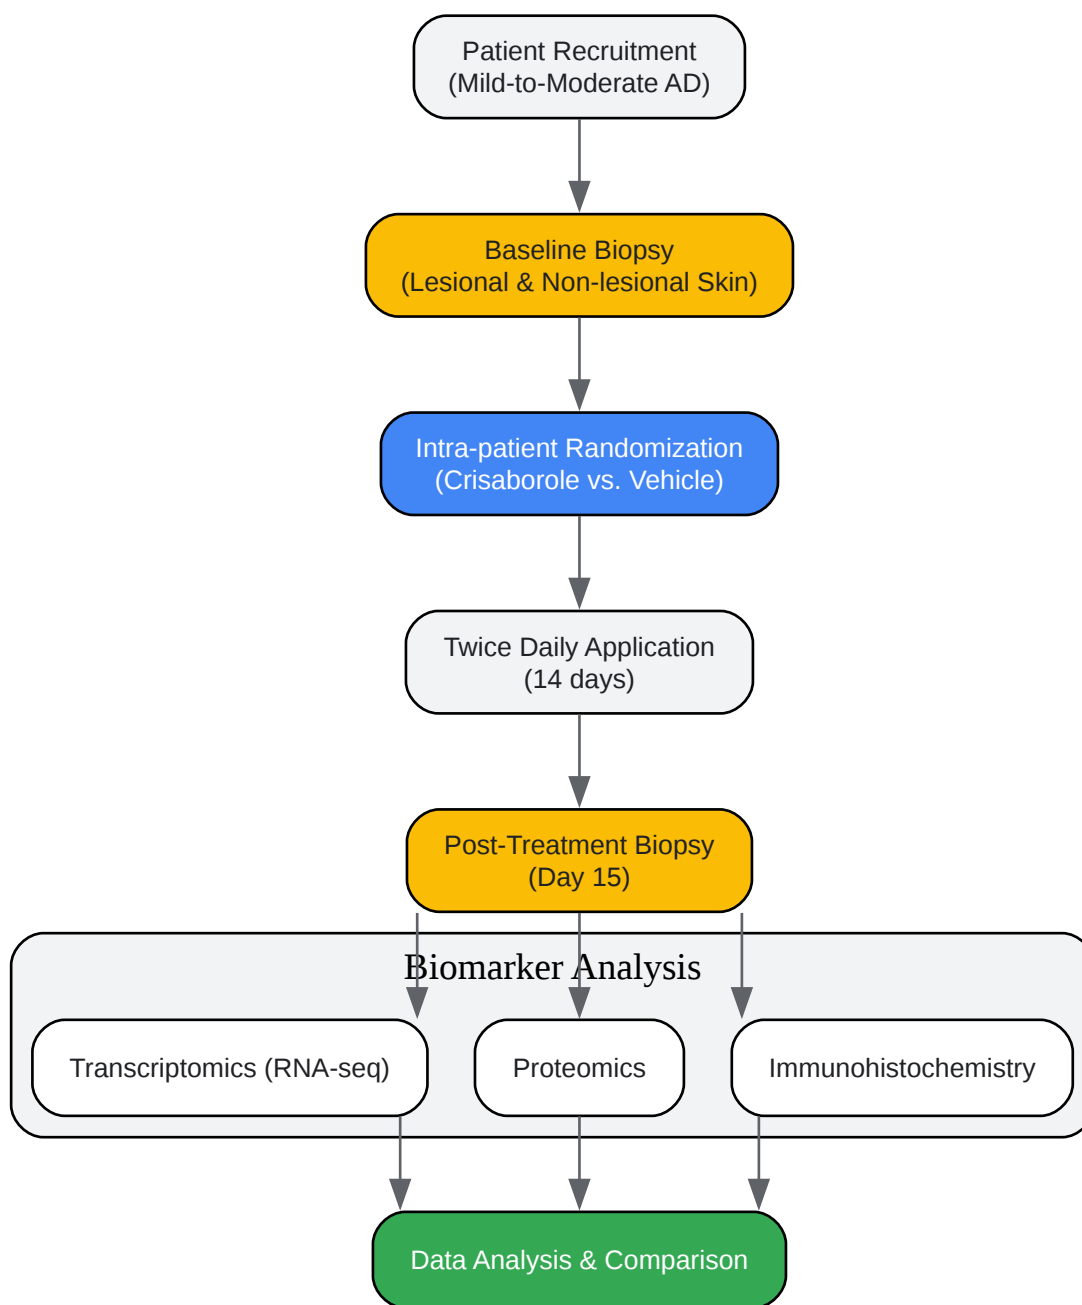 Patient Recruitment
(Mild-to-Moderate AD)
Baseline Biopsy
(Lesional & Non-lesional Skin)
Intra-patient Randomization
(Crisaborole vs. Vehicle)
Twice Daily Application
(14 days)
Post-Treatment Biopsy
(Day 15)
Biomarker Analysis
Transcriptomics (RNA-seq)
Proteomics
Immunohistochemistry
Data Analysis & Comparison